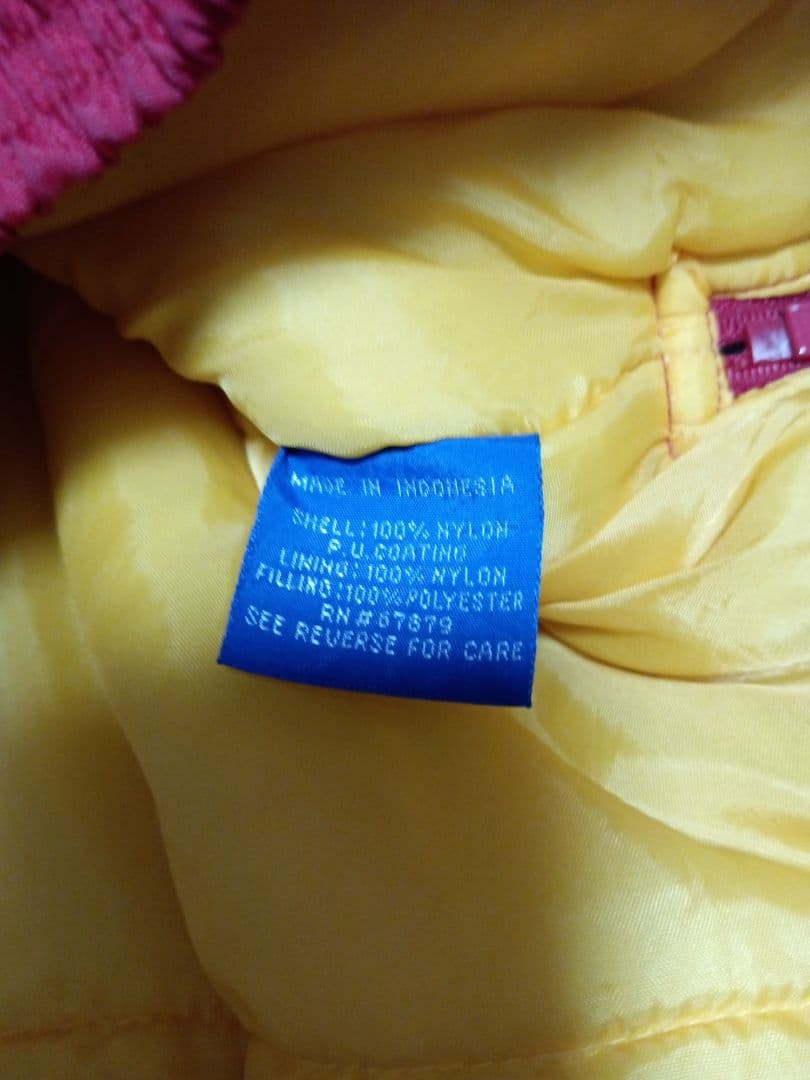 MADE IN INDONESIA
SHELL:100% NYLON
P.U.COATING
LINING:100% NYLON
FILLING:100%POLYESTER
RN#67679
SEE REVERSE FOR CARE